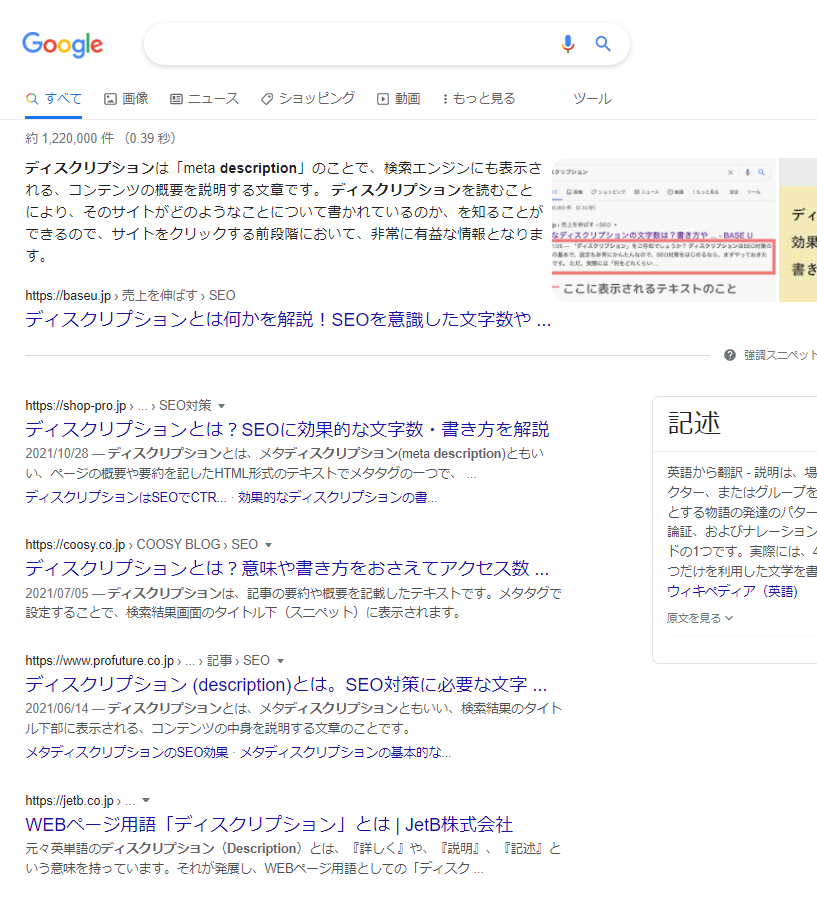 Google
すべて 画像 ニュース ショッピング 動画 もっと見る ツール
約 1,220,000 件 （0.39 秒）
ディスクリプションは「meta description」のことで、検索エンジンにも表示さ
れる、コンテンツの概要を説明する文章です。 ディスクリプションを読むこと
により、そのサイトがどのようなことについて書かれているのか、を知ることが
できるので、サイトをクリックする前段階において、非常に有益な情報となりま
す。
スクリプション
なディスクリプションの文字数は？書き方や ... - BASE U
ここに表示されるテキストのこと
ディ
効果
書き
https://baseu.jp › 売上を伸ばす › SEO
ディスクリプションとは何かを解説！SEOを意識した文字数や ...
強調スニペット
https://shop-pro.jp › ... › SEO対策
ディスクリプションとは？SEOに効果的な文字数・書き方を解説
2021/10/28 — ディスクリプションとは、メタディスクリプション(meta description)ともい
い、ページの概要や要約を記したHTML形式のテキストでメタタグの一つで、 ...
ディスクリプションはSEOでCTR... · 効果的なディスクリプションの書...
https://coosy.co.jp › COOSY BLOG › SEO
ディスクリプションとは？意味や書き方をおさえてアクセス数 ...
2021/07/05 — ディスクリプションは、記事の要約や概要を記載したテキストです。メタタグで
設定することで、検索結果画面のタイトル下（スニペット）に表示されます。
https://www.profuture.co.jp › ... › 記事 › SEO
ディスクリプション (description)とは。SEO対策に必要な文字 ...
2021/06/14 — ディスクリプションとは、メタディスクリプションともいい、検索結果のタイト
ル下部に表示される、コンテンツの中身を説明する文章のことです。
メタディスクリプションのSEO効果 · メタディスクリプションの基本的な...
https://jetb.co.jp › ...
WEBページ用語「ディスクリプション」とは | JetB株式会社
元々英単語のディスクリプション（Description）とは、『詳しく』や、『説明』、『記述』と
いう意味を持っています。それが発展し、WEBページ用語としての「ディスク ...
記述
英語から翻訳 - 説明は、場
クター、またはグループを
とする物語の発達のパター
論証、およびナレーション
ドの1つです。実際には、4
つだけを利用した文学を書
ウィキペディア（英語）
原文を見る